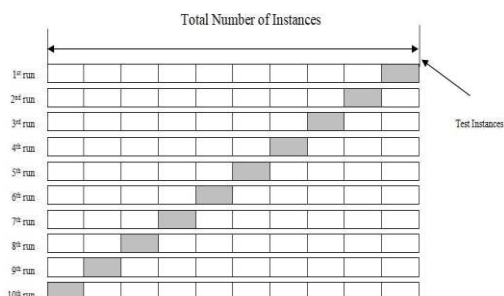 Total Number of Instances
1st run
2nd run
3rd run
Test Instances
4th run
5th run
6th run
7th run
8th run
9th run
10th run